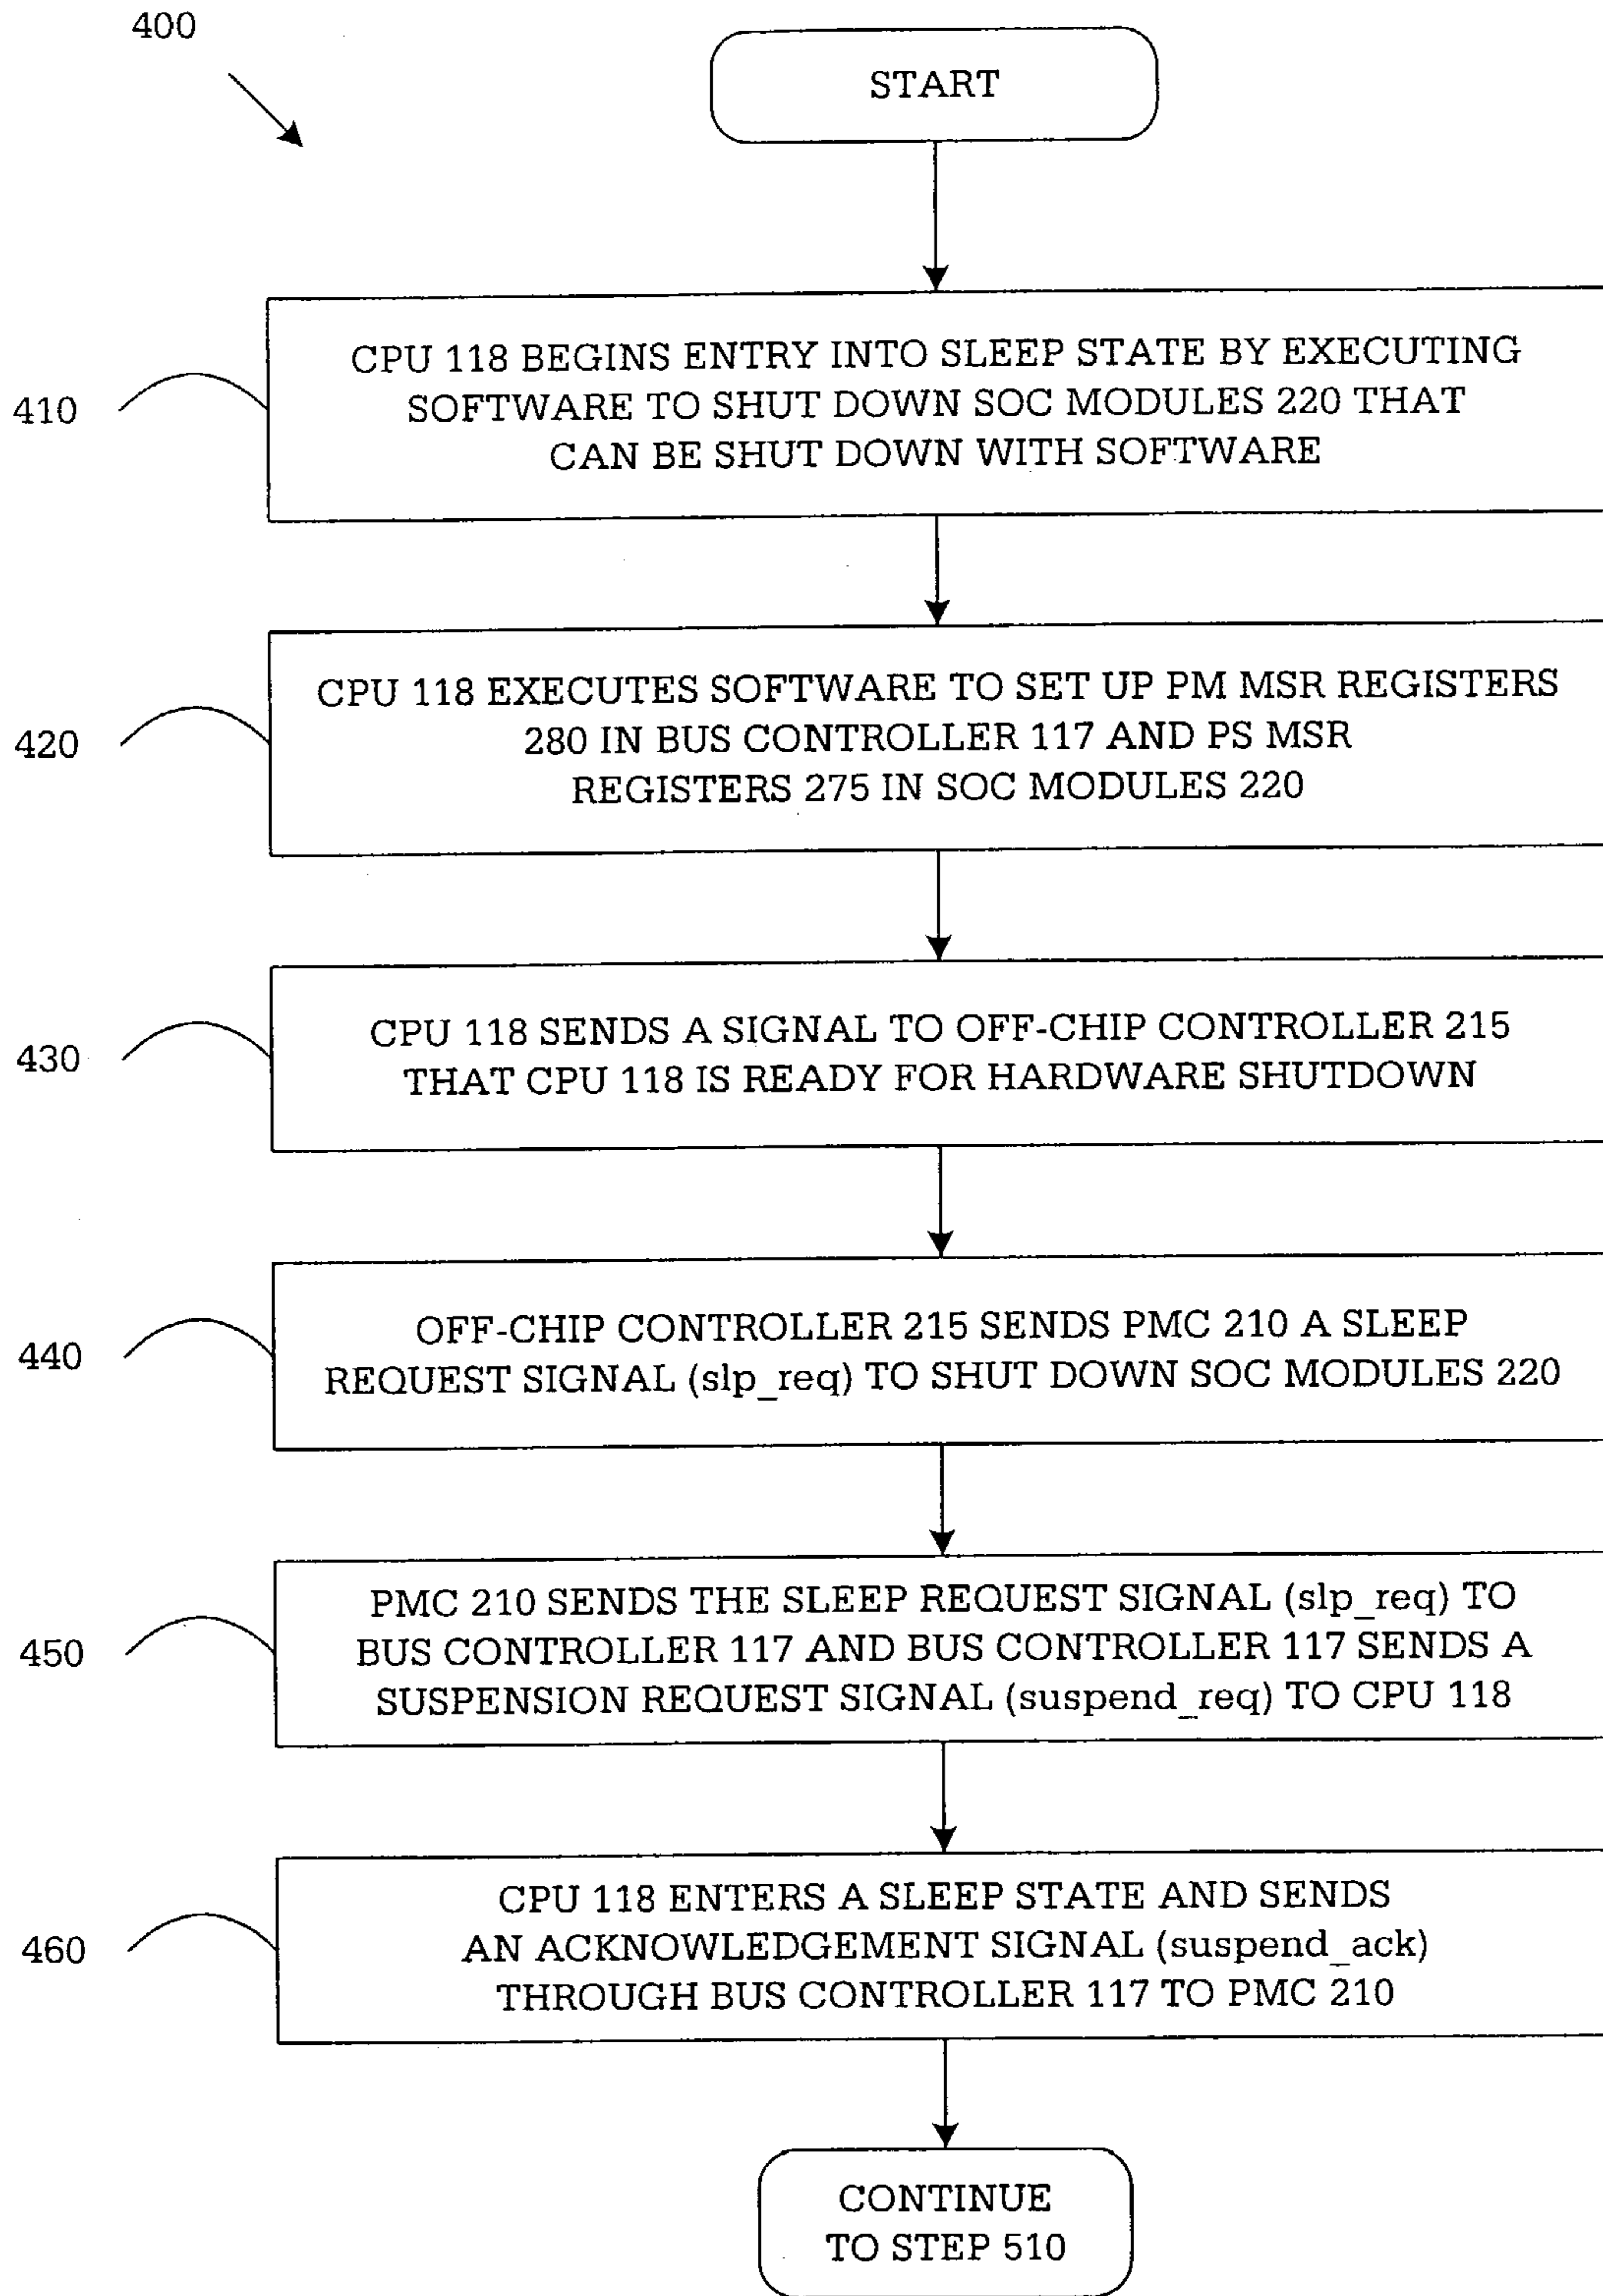 400
START
410
CPU 118 BEGINS ENTRY INTO SLEEP STATE BY EXECUTING
SOFTWARE TO SHUT DOWN SOC MODULES 220 THAT
CAN BE SHUT DOWN WITH SOFTWARE
420
CPU 118 EXECUTES SOFTWARE TO SET UP PM MSR REGISTERS
280 IN BUS CONTROLLER 117 AND PS MSR
REGISTERS 275 IN SOC MODULES 220
430
CPU 118 SENDS A SIGNAL TO OFF-CHIP CONTROLLER 215
THAT CPU 118 IS READY FOR HARDWARE SHUTDOWN
440
OFF-CHIP CONTROLLER 215 SENDS PMC 210 A SLEEP
REQUEST SIGNAL (slp_req) TO SHUT DOWN SOC MODULES 220
450
PMC 210 SENDS THE SLEEP REQUEST SIGNAL (slp_req) TO
BUS CONTROLLER 117 AND BUS CONTROLLER 117 SENDS A
SUSPENSION REQUEST SIGNAL (suspend_req) TO CPU 118
460
CPU 118 ENTERS A SLEEP STATE AND SENDS
AN ACKNOWLEDGEMENT SIGNAL (suspend_ack)
THROUGH BUS CONTROLLER 117 TO PMC 210
CONTINUE
TO STEP 510